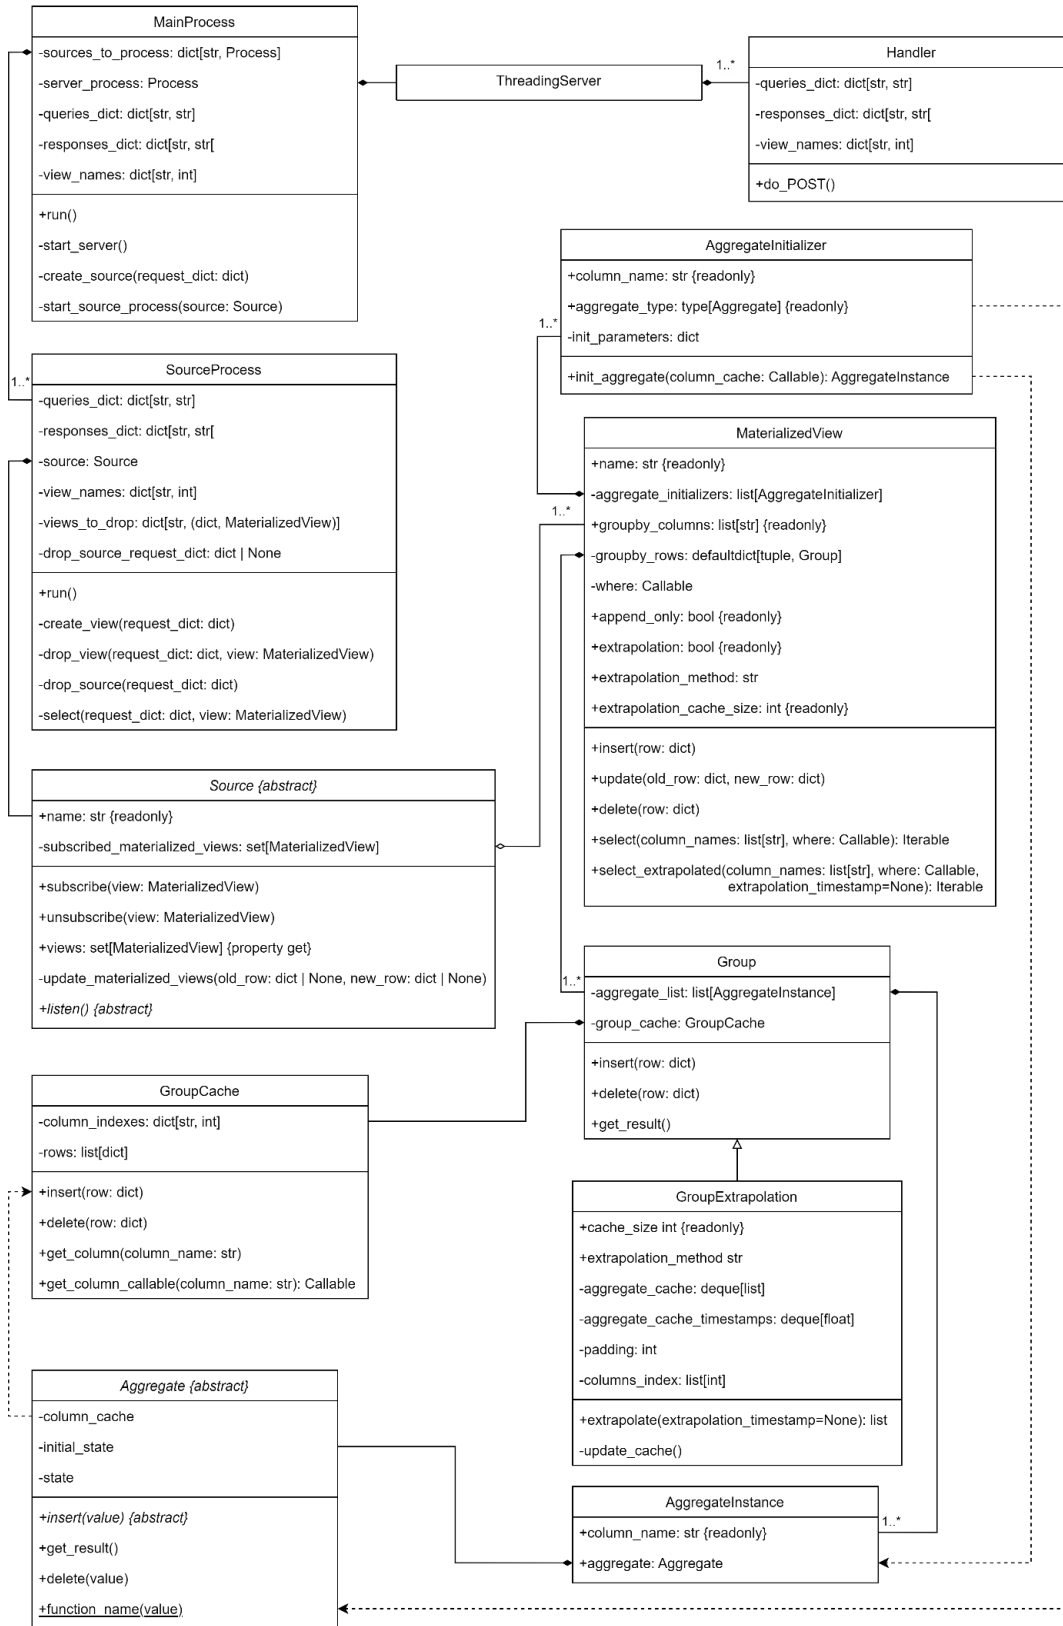 MainProcess
-sources_to_process: dict[str, Process]
-server_process: Process
-queries_dict: dict[str, str]
-responses_dict: dict[str, str[
-view_names: dict[str, int]
+run()
-start_server()
-create_source(request_dict: dict)
-start_source_process(source: Source)
ThreadingServer
1..*
Handler
-queries_dict: dict[str, str]
-responses_dict: dict[str, str[
-view_names: dict[str, int]
+do_POST()
AggregateInitializer
+column_name: str {readonly}
+aggregate_type: type[Aggregate] {readonly}
-init_parameters: dict
+init_aggregate(column_cache: Callable): AggregateInstance
1..*
1..*
SourceProcess
-queries_dict: dict[str, str]
-responses_dict: dict[str, str[
-source: Source
-view_names: dict[str, int]
-views_to_drop: dict[str, (dict, MaterializedView)]
-drop_source_request_dict: dict | None
+run()
-create_view(request_dict: dict)
-drop_view(request_dict: dict, view: MaterializedView)
-drop_source(request_dict: dict)
-select(request_dict: dict, view: MaterializedView)
MaterializedView
+name: str {readonly}
-aggregate_initializers: list[AggregateInitializer]
1..*
+groupby_columns: list[str] {readonly}
-groupby_rows: defaultdict[tuple, Group]
-where: Callable
+append_only: bool {readonly}
+extrapolation: bool {readonly}
+extrapolation_method: str
+extrapolation_cache_size: int {readonly}
+insert(row: dict)
+update(old_row: dict, new_row: dict)
+delete(row: dict)
+select(column_names: list[str], where: Callable): Iterable
+select_extrapolated(column_names: list[str], where: Callable,
extrapolation_timestamp=None): Iterable
Source {abstract}
+name: str {readonly}
-subscribed_materialized_views: set[MaterializedView]
+subscribe(view: MaterializedView)
+unsubscribe(view: MaterializedView)
+views: set[MaterializedView] {property get}
-update_materialized_views(old_row: dict | None, new_row: dict | None)
+listen() {abstract}
Group
1..*
-aggregate_list: list[AggregateInstance]
-group_cache: GroupCache
+insert(row: dict)
+delete(row: dict)
+get_result()
GroupCache
-column_indexes: dict[str, int]
-rows: list[dict]
+insert(row: dict)
+delete(row: dict)
+get_column(column_name: str)
+get_column_callable(column_name: str): Callable
GroupExtrapolation
+cache_size int {readonly}
+extrapolation_method str
-aggregate_cache: deque[list]
-aggregate_cache_timestamps: deque[float]
-padding: int
-columns_index: list[int]
+extrapolate(extrapolation_timestamp=None): list
-update_cache()
Aggregate {abstract}
-column_cache
-initial_state
-state
+insert(value) {abstract}
+get_result()
+delete(value)
+function_name(value)
AggregateInstance
+column_name: str {readonly}
1..*
+aggregate: Aggregate